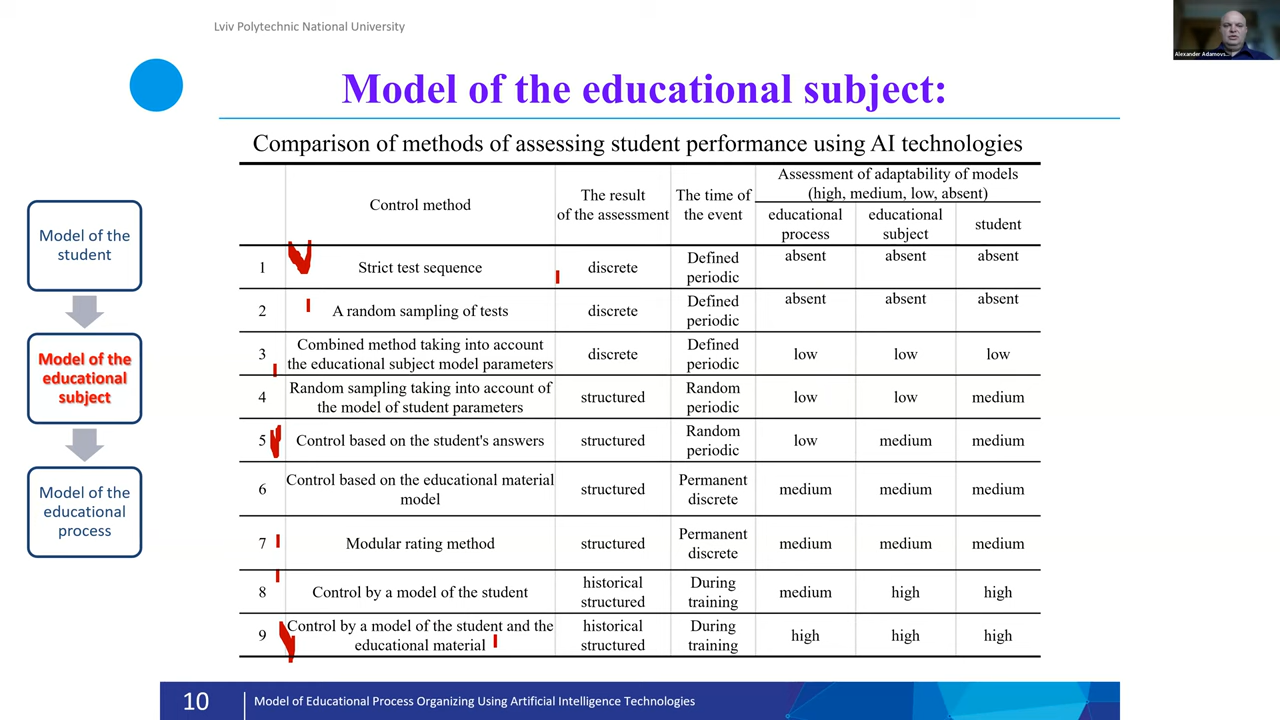 Lviv Polytechnic National University
Alexander Adamovs...
Model of the educational subject:
Comparison of methods of assessing student performance using AI technologies
Model of the
student
Model of the
educational
subject
Model of the
educational
process
Control method
The result
of the assessment
The time of
the event
Assessment of adaptability of models
(high, medium, low, absent)
educational
process
educational
subject
student
1 Strict test sequence discrete Defined periodic absent absent absent
2 A random sampling of tests discrete Defined periodic absent absent absent
3 Combined method taking into account the educational subject model parameters discrete Defined periodic low low low
4 Random sampling taking into account of the model of student parameters structured Random periodic low low medium
5 Control based on the student's answers structured Random periodic low medium medium
6 Control based on the educational material model structured Permanent discrete medium medium medium
7 Modular rating method structured Permanent discrete medium medium medium
8 Control by a model of the student historical structured During training medium high high
9 Control by a model of the student and the educational material historical structured During training high high high
10
Model of Educational Process Organizing Using Artificial Intelligence Technologies